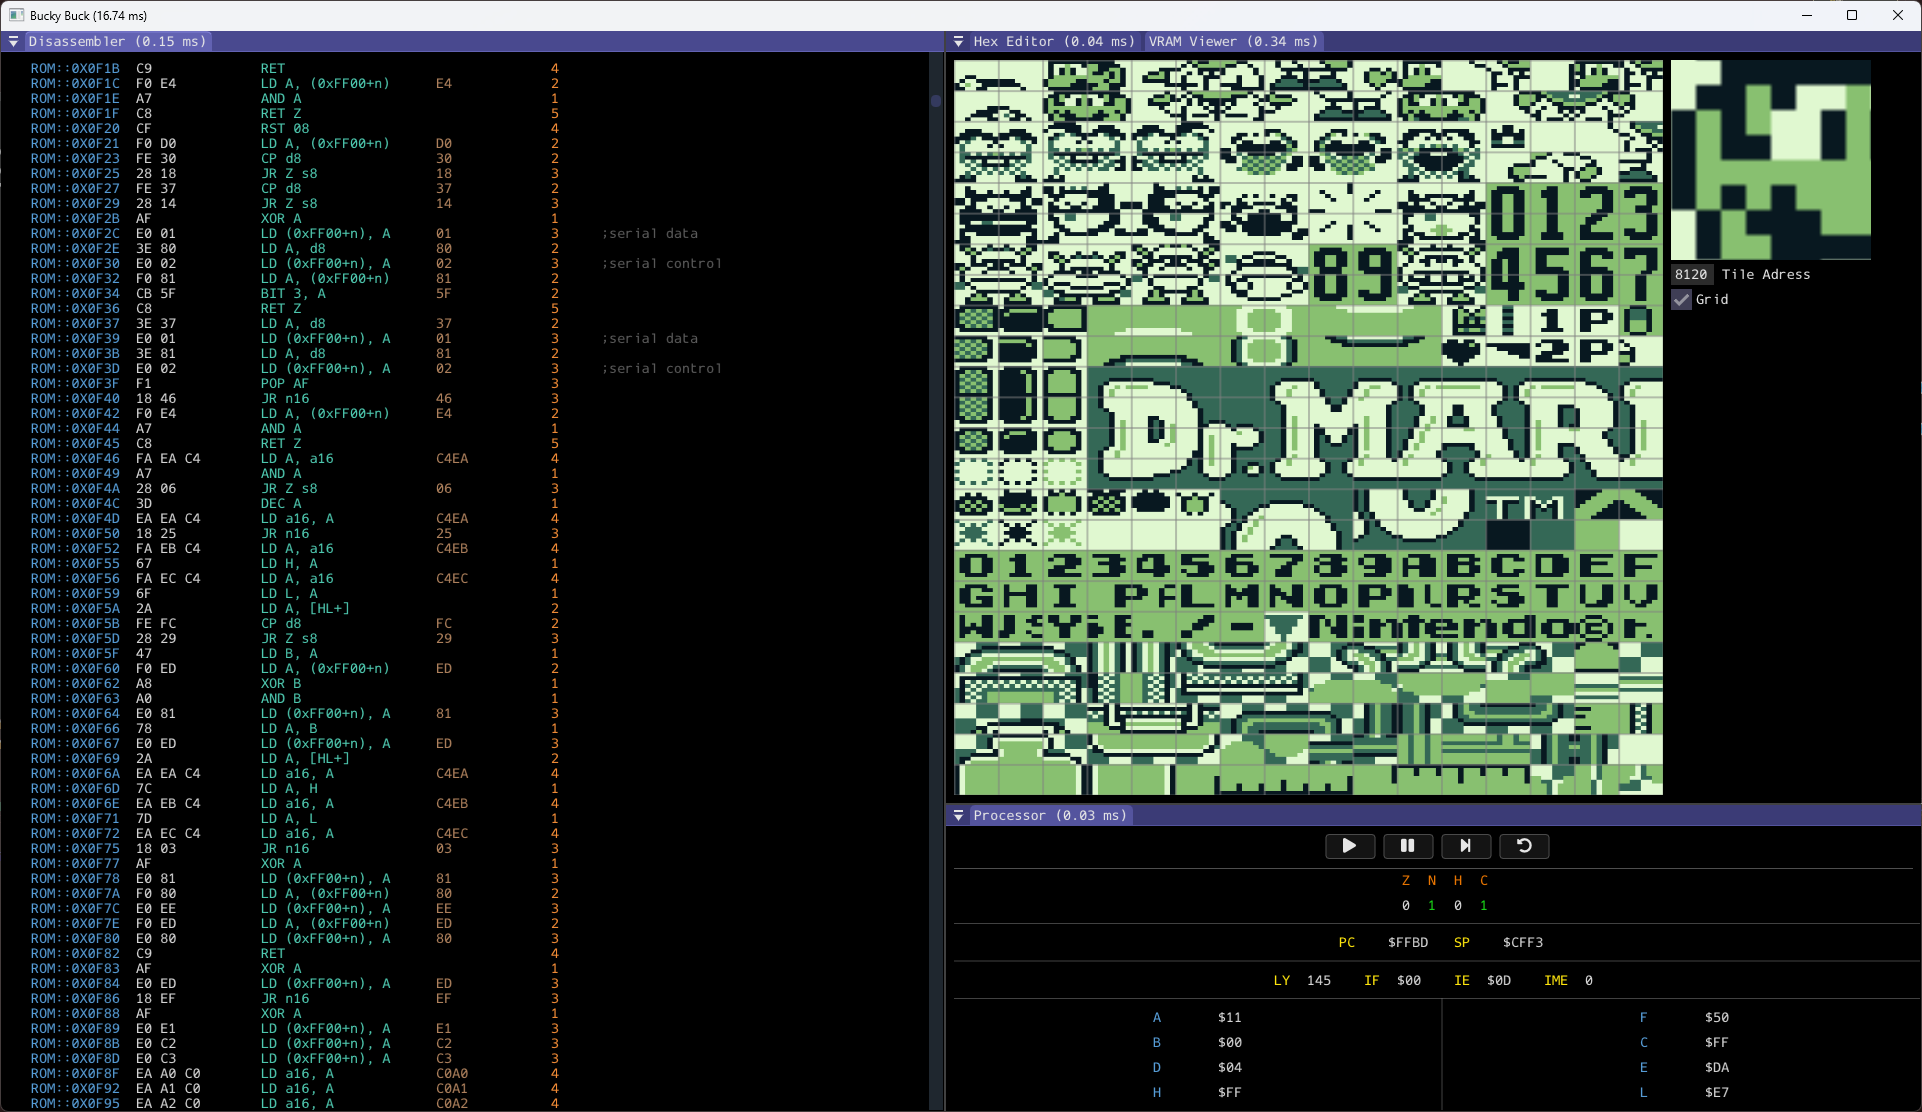 Bucky Buck (16.74 ms)
Disassembler (0.15 ms)
ROM::0X0F1B C9 RET 4
ROM::0X0F1C F0 E4 LD A, (0xFF00+n) E4 2
ROM::0X0F1E A7 AND A 1
ROM::0X0F1F C8 RET Z 5
ROM::0X0F20 CF RST 08 4
ROM::0X0F21 F0 D0 LD A, (0xFF00+n) D0 2
ROM::0X0F23 FE 30 CP d8 30 2
ROM::0X0F25 28 18 JR Z s8 18 3
ROM::0X0F27 FE 37 CP d8 37 2
ROM::0X0F29 28 14 JR Z s8 14 3
ROM::0X0F2B AF XOR A 1
ROM::0X0F2C E0 01 LD (0xFF00+n), A 01 3 ;serial data
ROM::0X0F2E 3E 80 LD A, d8 80 2
ROM::0X0F30 E0 02 LD (0xFF00+n), A 02 3 ;serial control
ROM::0X0F32 F0 81 LD A, (0xFF00+n) 81 2
ROM::0X0F34 CB 5F BIT 3, A 5F 2
ROM::0X0F36 C8 RET Z 5
ROM::0X0F37 3E 37 LD A, d8 37 2
ROM::0X0F39 E0 01 LD (0xFF00+n), A 01 3 ;serial data
ROM::0X0F3B 3E 81 LD A, d8 81 2
ROM::0X0F3D E0 02 LD (0xFF00+n), A 02 3 ;serial control
ROM::0X0F3F F1 POP AF 3
ROM::0X0F40 18 46 JR n16 46 3
ROM::0X0F42 F0 E4 LD A, (0xFF00+n) E4 2
ROM::0X0F44 A7 AND A 1
ROM::0X0F45 C8 RET Z 5
ROM::0X0F46 FA EA C4 LD A, a16 C4EA 4
ROM::0X0F49 A7 AND A 1
ROM::0X0F4A 28 06 JR Z s8 06 3
ROM::0X0F4C 3D DEC A 1
ROM::0X0F4D EA EA C4 LD a16, A C4EA 4
ROM::0X0F50 18 25 JR n16 25 3
ROM::0X0F52 FA EB C4 LD A, a16 C4EB 4
ROM::0X0F55 67 LD H, A 1
ROM::0X0F56 FA EC C4 LD A, a16 C4EC 4
ROM::0X0F59 6F LD L, A 1
ROM::0X0F5A 2A LD A, [HL+] 2
ROM::0X0F5B FE FC CP d8 FC 2
ROM::0X0F5D 28 29 JR Z s8 29 3
ROM::0X0F5F 47 LD B, A 1
ROM::0X0F60 F0 ED LD A, (0xFF00+n) ED 2
ROM::0X0F62 A8 XOR B 1
ROM::0X0F63 A0 AND B 1
ROM::0X0F64 E0 81 LD (0xFF00+n), A 81 3
ROM::0X0F66 78 LD A, B 1
ROM::0X0F67 E0 ED LD (0xFF00+n), A ED 3
ROM::0X0F69 2A LD A, [HL+] 2
ROM::0X0F6A EA EA C4 LD a16, A C4EA 4
ROM::0X0F6D 7C LD A, H 1
ROM::0X0F6E EA EB C4 LD a16, A C4EB 4
ROM::0X0F71 7D LD A, L 1
ROM::0X0F72 EA EC C4 LD a16, A C4EC 4
ROM::0X0F75 18 03 JR n16 03 3
ROM::0X0F77 AF XOR A 1
ROM::0X0F78 E0 81 LD (0xFF00+n), A 81 3
ROM::0X0F7A F0 80 LD A, (0xFF00+n) 80 2
ROM::0X0F7C E0 EE LD (0xFF00+n), A EE 3
ROM::0X0F7E F0 ED LD A, (0xFF00+n) ED 2
ROM::0X0F80 E0 80 LD (0xFF00+n), A 80 3
ROM::0X0F82 C9 RET 4
ROM::0X0F83 AF XOR A 1
ROM::0X0F84 E0 ED LD (0xFF00+n), A ED 3
ROM::0X0F86 18 EF JR n16 EF 3
ROM::0X0F88 AF XOR A 1
ROM::0X0F89 E0 E1 LD (0xFF00+n), A E1 3
ROM::0X0F8B E0 C2 LD (0xFF00+n), A C2 3
ROM::0X0F8D E0 C3 LD (0xFF00+n), A C3 3
ROM::0X0F8F EA A0 C0 LD a16, A C0A0 4
ROM::0X0F92 EA A1 C0 LD a16, A C0A1 4
ROM::0X0F95 EA A2 C0 LD a16, A C0A2 4
Hex Editor (0.04 ms) VRAM Viewer (0.34 ms)
0123
89 4567
1P
2P
Dr.MAR
TM
0123456789ABCDEF
GHI
LMNOP
RSTUV
Nintendo
8120 Tile Adress
Grid
Processor (0.03 ms)
Z N H C
0 1 0 1
PC $FFBD SP $CFF3
LY 145 IF $00 IE $0D IME 0
A $11 F $50
B $00 C $FF
D $04 E $DA
H $FF L $E7